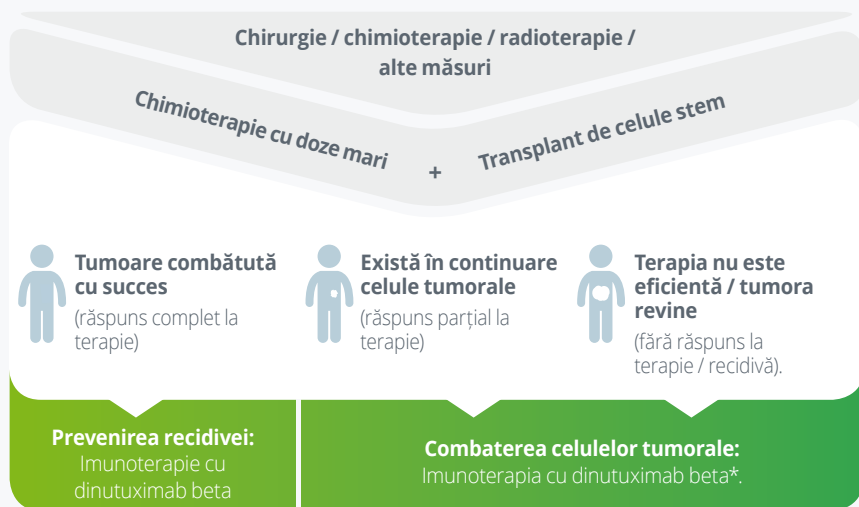 Chirurgie / chimioterapie / radioterapie /
alte măsuri
Chimioterapie cu doze mari
+
Transplant de celule stem
Tumoare combătută
cu succes
(răspuns complet la
terapie)
Există în continuare
celule tumorale
(răspuns parțial la
terapie)
Terapia nu este
eficientă / tumora
revine
(fără răspuns la
terapie / recidivă).
Prevenirea recidivei:
Imunoterapie cu
dinutuximab beta
Combaterea celulelor tumorale:
Imunoterapia cu dinutuximab beta*.